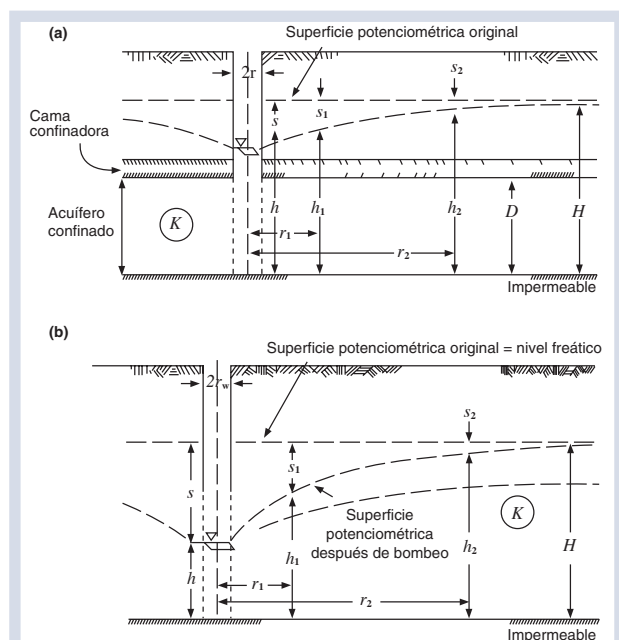 (a)
Superficie potenciométrica original
2r
s₂
s
s₁
Cama
confinadora
Acuífero
confinado
K
h
h₁
h₂
D
H
r₁
r₂
Impermeable
(b)
Superficie potenciométrica original = nivel freático
2r_w
s₂
s
s₁
K
Superficie
potenciométrica
después de bombeo
h
h₁
h₂
H
r₁
r₂
Impermeable